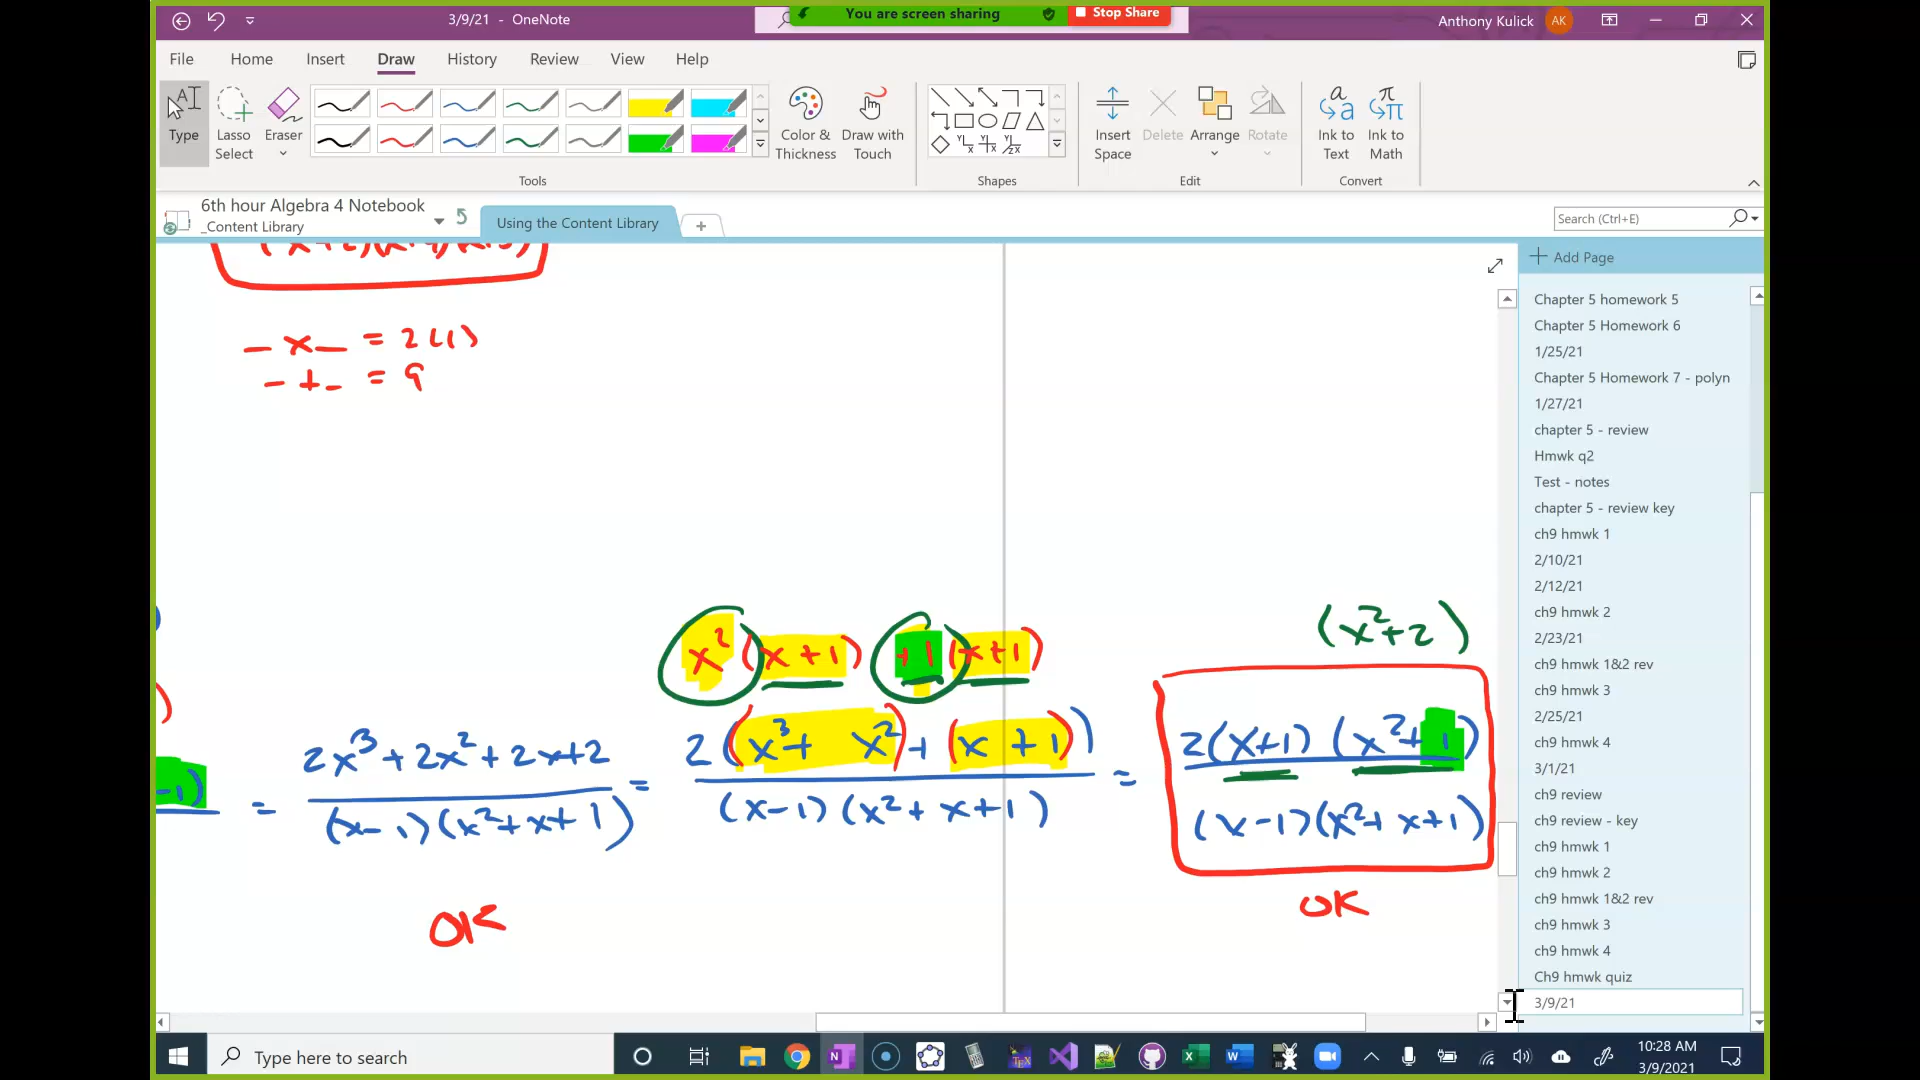 3/9/21 - OneNote
You are screen sharing
Stop Share
Anthony Kulick
AK
File Home Insert Draw History Review View Help
Type
Lasso Select
Eraser
Color & Thickness
Draw with Touch
Insert Space
Delete
Arrange
Rotate
Ink to Text
Ink to Math
Tools
Shapes
Edit
Convert
6th hour Algebra 4 Notebook
_Content Library
Using the Content Library
Search (Ctrl+E)
Add Page
_ x _ = 2(1)
_ + _ = 9
x²(x+1) +1(x+1)
(x²+2)
-1)
= 2x³+2x²+2x+2 / (x-1)(x²+x+1) = 2((x³+ x²)+(x+1)) / (x-1)(x²+x+1) = 2(x+1)(x²+1) / (x-1)(x²+x+1)
OK
OK
Chapter 5 homework 5
Chapter 5 Homework 6
1/25/21
Chapter 5 Homework 7 - polyn
1/27/21
chapter 5 - review
Hmwk q2
Test - notes
chapter 5 - review key
ch9 hmwk 1
2/10/21
2/12/21
ch9 hmwk 2
2/23/21
ch9 hmwk 1&2 rev
ch9 hmwk 3
2/25/21
ch9 hmwk 4
3/1/21
ch9 review
ch9 review - key
ch9 hmwk 1
ch9 hmwk 2
ch9 hmwk 1&2 rev
ch9 hmwk 3
ch9 hmwk 4
Ch9 hmwk quiz
3/9/21
Type here to search
10:28 AM
3/9/2021